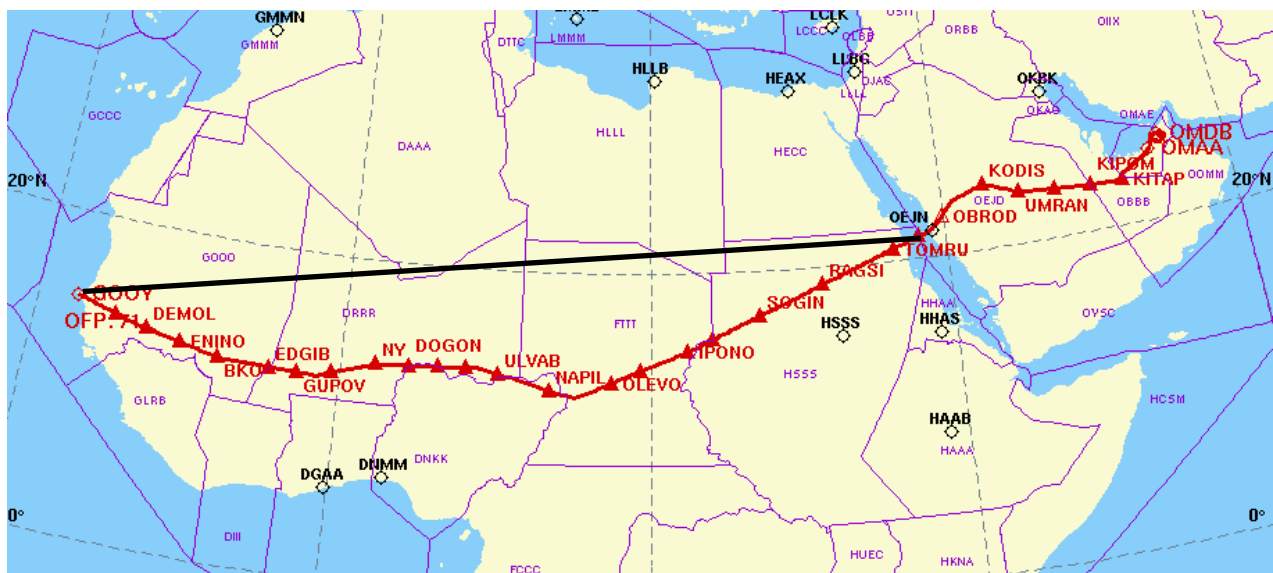 GMMN
GMMM
LMMM
DTTC
LCLK
LCCC
OLBB
ORBB
OIIX
HLLB
HEAX
LLBG
LLLL
OJAC
OKBK
OKAC
OMAE
GCCC
DAAA
HLLL
HECC
OMDB
OMAA
20°N
KODIS
KIPOM
KITAP
OOMM
20°N
OEJD
UMRAN
OBBB
OEJN
OBROD
GOOO
TOMRU
GOOY
RAGSI
OFP:71
DEMOL
DRRR
FTTT
SOGIN
HSSS
HHAA
HHAS
OYSC
ENINO
EDGIB
NY
DOGON
IPONO
BKO
GUPOV
ULVAB
NAPIL
OLEVO
HSSS
GLRB
HCSM
HAAB
HAAA
DGAA
DNMM
DNKK
0°
0°
DIII
FCCC
HUEC
HKNA